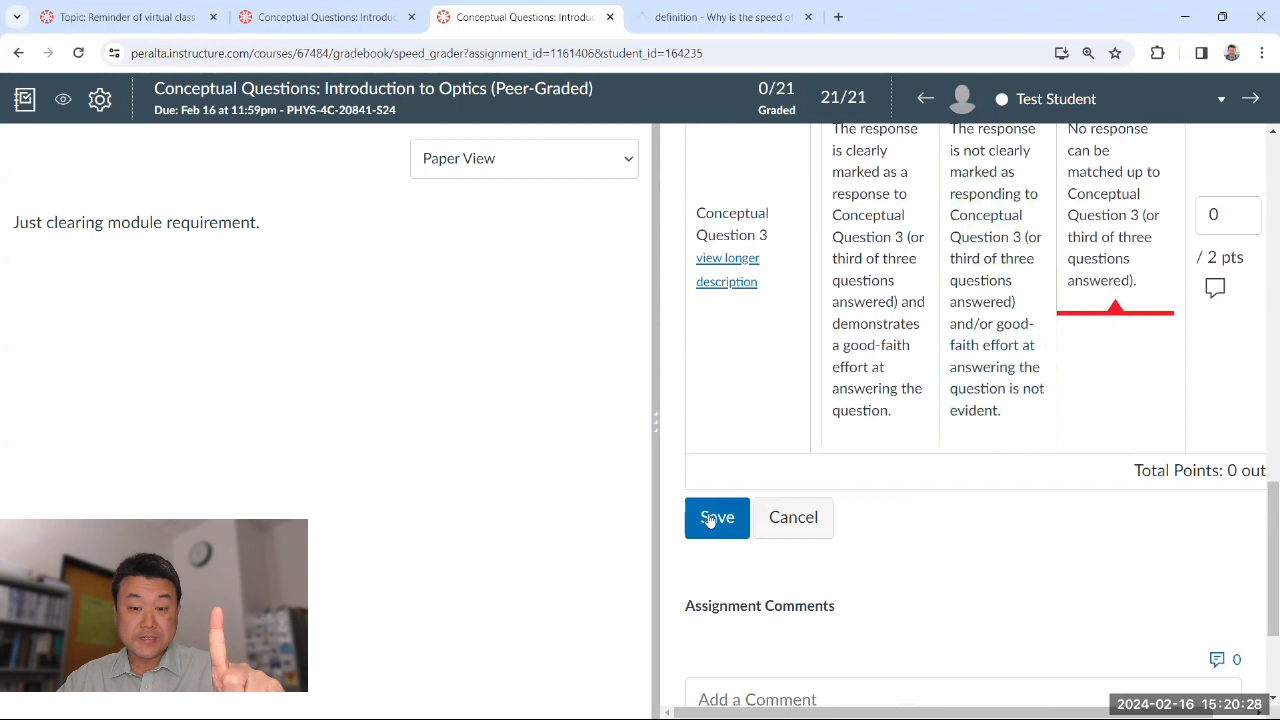 Topic: Reminder of virtual class
Conceptual Questions: Introduc
Conceptual Questions: Introduc
definition - Why is the speed of
peralta.instructure.com/courses/67484/gradebook/speed_grader?assignment_id=1161406&student_id=164235
Conceptual Questions: Introduction to Optics (Peer-Graded)
Due: Feb 16 at 11:59pm - PHYS-4C-20841-S24
0/21
Graded
21/21
Test Student
Paper View
Just clearing module requirement.
Conceptual
Question 3
view longer
description
The response
is clearly
marked as a
response to
Conceptual
Question 3 (or
third of three
questions
answered) and
demonstrates
a good-faith
effort at
answering the
question.
The response
is not clearly
marked as
responding to
Conceptual
Question 3 (or
third of three
questions
answered)
and/or good-
faith effort at
answering the
question is not
evident.
No response
can be
matched up to
Conceptual
Question 3 (or
third of three
questions
answered).
0
/ 2 pts
Total Points: 0 out
Save
Cancel
Assignment Comments
0
Add a Comment
2024-02-16 15:20:28